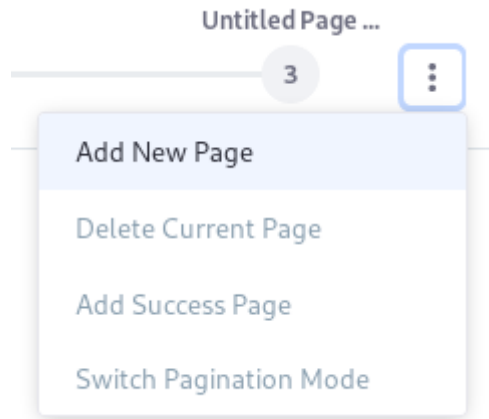 Untitled Page ...
3
Add New Page
Delete Current Page
Add Success Page
Switch Pagination Mode